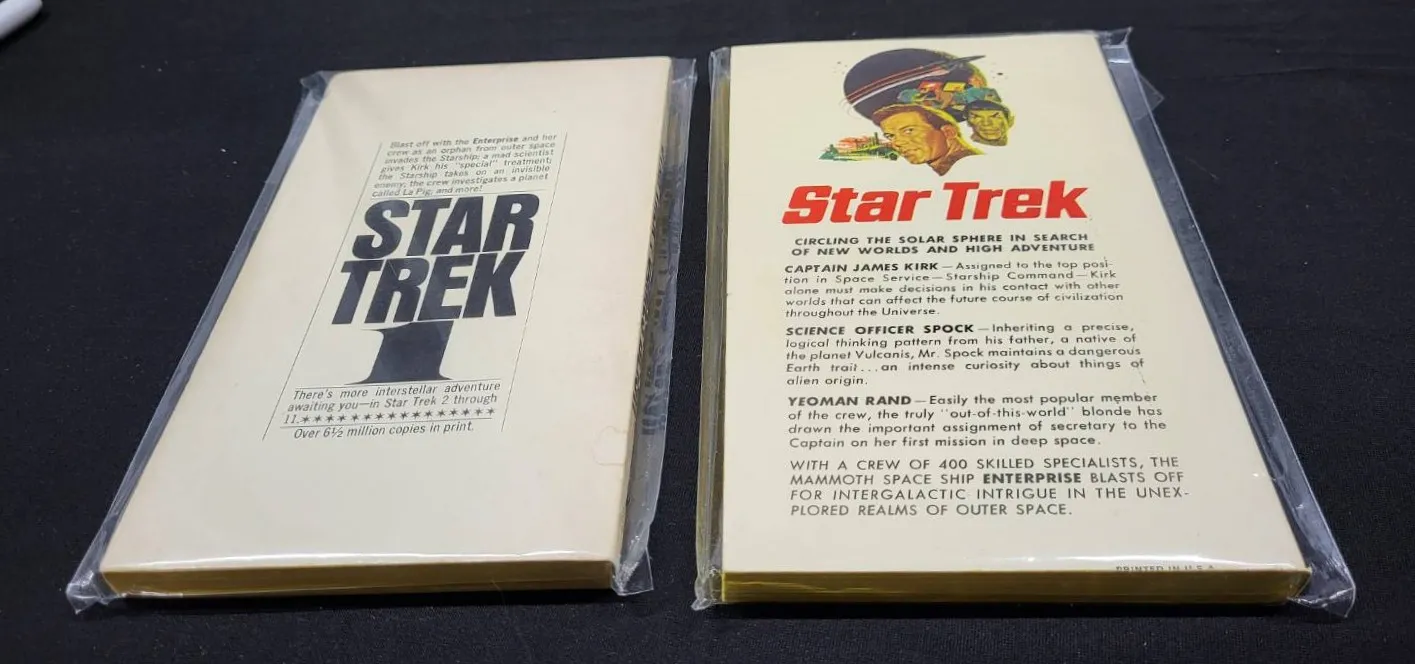 Blast off with the Enterprise and her
crew as an orphan from outer space
invades the Starship; a mad scientist
gives Kirk his "special" treatment;
the Starship takes on an invisible
enemy; the crew investigates a planet
called La Pig; and more!
STAR
TREK
1
There's more interstellar adventure
awaiting you—in Star Trek 2 through
11.****************
Over 6½ million copies in print.
Star Trek
CIRCLING THE SOLAR SPHERE IN SEARCH
OF NEW WORLDS AND HIGH ADVENTURE
CAPTAIN JAMES KIRK — Assigned to the top posi-
tion in Space Service — Starship Command — Kirk
alone must make decisions in his contact with other
worlds that can affect the future course of civilization
throughout the Universe.
SCIENCE OFFICER SPOCK — Inheriting a precise,
logical thinking pattern from his father, a native of
the planet Vulcanis, Mr. Spock maintains a dangerous
Earth trait . . . an intense curiosity about things of
alien origin.
YEOMAN RAND — Easily the most popular member
of the crew, the truly "out-of-this-world" blonde has
drawn the important assignment of secretary to the
Captain on her first mission in deep space.
WITH A CREW OF 400 SKILLED SPECIALISTS, THE
MAMMOTH SPACE SHIP ENTERPRISE BLASTS OFF
FOR INTERGALACTIC INTRIGUE IN THE UNEX-
PLORED REALMS OF OUTER SPACE.
PRINTED IN U.S.A.